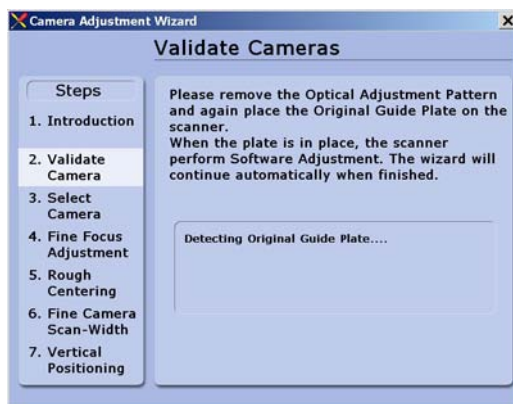 Camera Adjustment Wizard
Validate Cameras
Steps
1. Introduction
2. Validate
Camera
3. Select
Camera
4. Fine Focus
Adjustment
5. Rough
Centering
6. Fine Camera
Scan-Width
7. Vertical
Positioning
Please remove the Optical Adjustment Pattern
and again place the Original Guide Plate on the
scanner.
When the plate is in place, the scanner
perform Software Adjustment. The wizard will
continue automatically when finished.
Detecting Original Guide Plate....